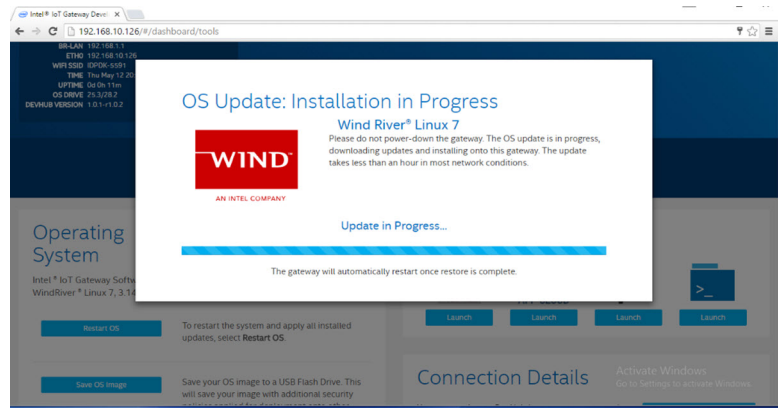 Intel® IoT Gateway Devel
192.168.10.126/#/dashboard/tools
BR-LAN 192.168.1.1
ETH0 192.168.10.126
WIFI SSID IDPDK-5591
TIME Thu May 12 20
UPTIME 0d 0h 11m
OS DRIVE 25.3/28.2
DEVHUB VERSION 1.0.1-r1.0.2
OS Update: Installation in Progress
Wind River® Linux 7
Please do not power-down the gateway. The OS update is in progress,
downloading updates and installing onto this gateway. The update
takes less than an hour in most network conditions.
WIND
AN INTEL COMPANY
Update in Progress...
The gateway will automatically restart once restore is complete.
Operating
System
Intel ® IoT Gateway Softw
WindRiver ® Linux 7, 3.14
Restart OS
To restart the system and apply all installed
updates, select Restart OS.
Save OS Image
Save your OS image to a USB Flash Drive. This
will save your image with additional security
>_
Launch
Launch
Launch
Launch
Connection Details
Activate Windows
Go to Settings to activate Windows.